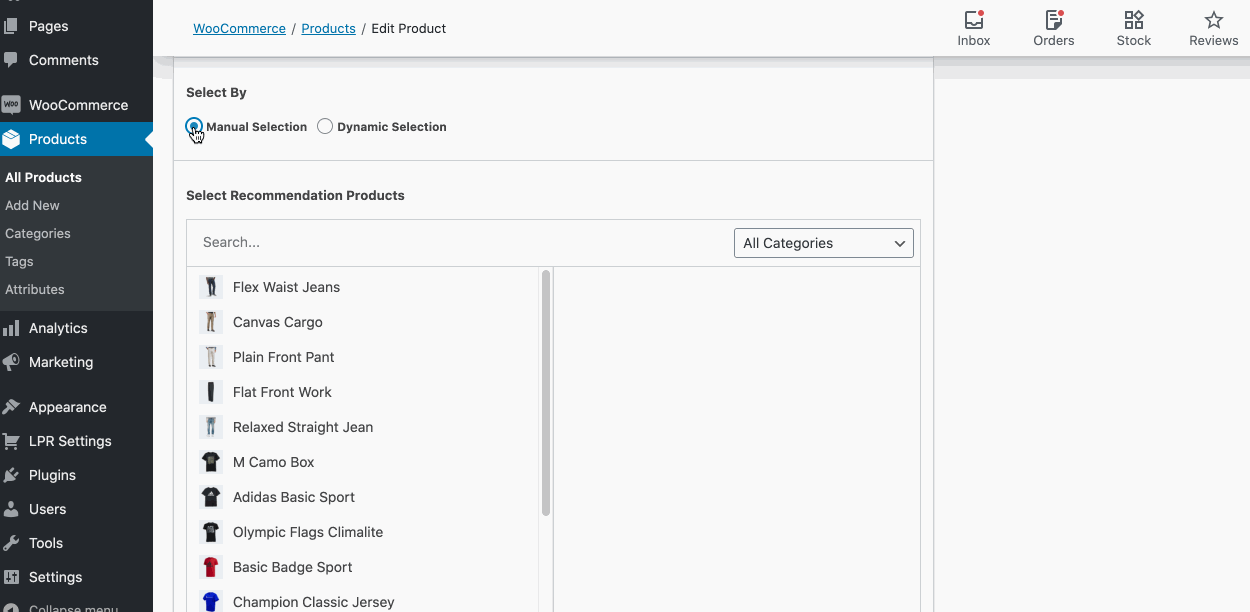 Pages
Comments
WOO WooCommerce
Products
All Products
Add New
Categories
Tags
Attributes
Analytics
Marketing
Appearance
LPR Settings
Plugins
Users
Tools
Settings
Collapse menu
WooCommerce / Products / Edit Product
Inbox Orders Stock Reviews
Select By
Manual Selection Dynamic Selection
Select Recommendation Products
Search... All Categories
Flex Waist Jeans
Canvas Cargo
Plain Front Pant
Flat Front Work
Relaxed Straight Jean
M Camo Box
Adidas Basic Sport
Olympic Flags Climalite
Basic Badge Sport
Champion Classic Jersey